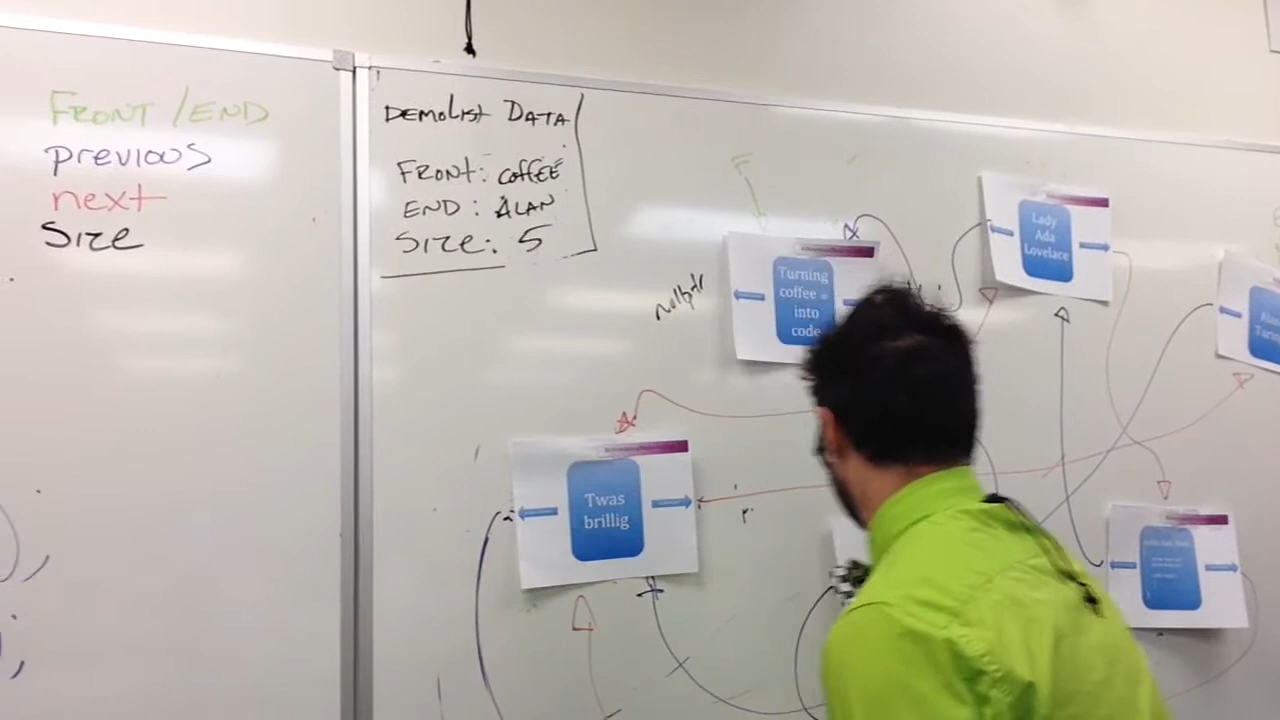 FRONT / END
previous
next
Size
DEMOLIST DATA
FRONT: COFFEE
END: ALAN
SIZE: 5
F
nullptr
Turning
coffee
into
code
Lady
Ada
Lovelace
Twas
brillig